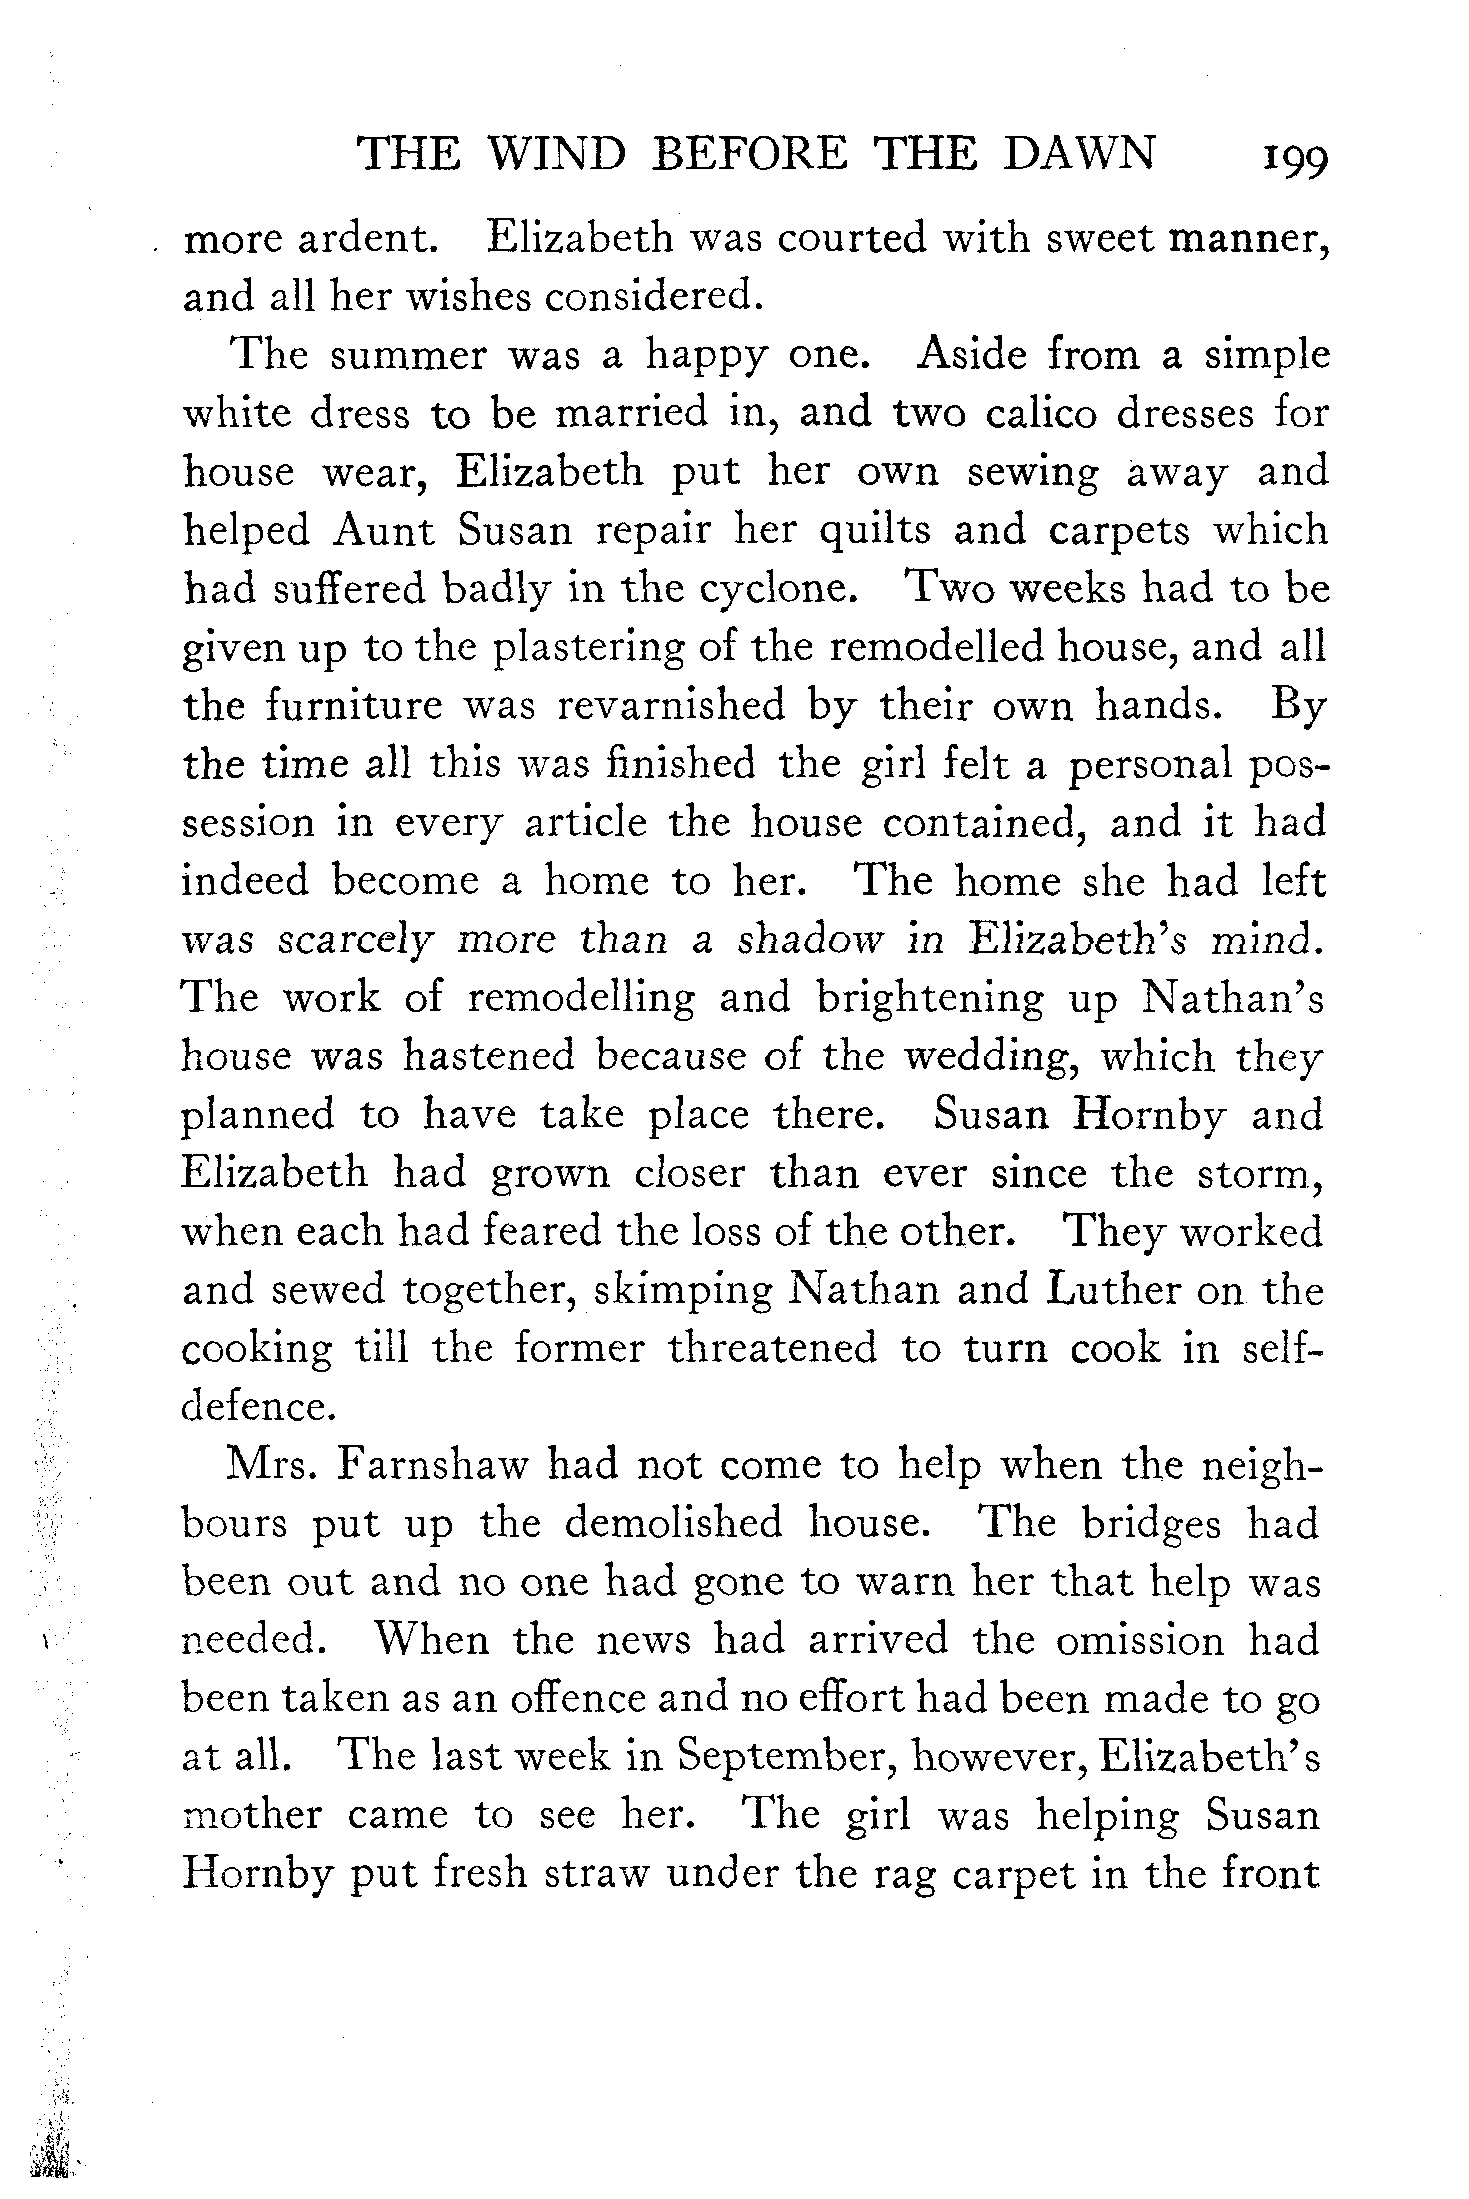 THE WIND BEFORE THE DAWN 199
more ardent. Elizabeth was courted with sweet manner,
and all her wishes considered.
The summer was a happy one. Aside from a simple
white dress to be married in, and two calico dresses for
house wear, Elizabeth put her own sewing away and
helped Aunt Susan repair her quilts and carpets which
had suffered badly in the cyclone. Two weeks had to be
given up to the plastering of the remodelled house, and all
the furniture was revarnished by their own hands. By
the time all this was finished the girl felt a personal pos-
session in every article the house contained, and it had
indeed become a home to her. The home she had left
was scarcely more than a shadow in Elizabeth's mind.
The work of remodelling and brightening up Nathan's
house was hastened because of the wedding, which they
planned to have take place there. Susan Hornby and
Elizabeth had grown closer than ever since the storm,
when each had feared the loss of the other. They worked
and sewed together, skimping Nathan and Luther on the
cooking till the former threatened to turn cook in self-
defence.
Mrs. Farnshaw had not come to help when the neigh-
bours put up the demolished house. The bridges had
been out and no one had gone to warn her that help was
needed. When the news had arrived the omission had
been taken as an offence and no effort had been made to go
at all. The last week in September, however, Elizabeth's
mother came to see her. The girl was helping Susan
Hornby put fresh straw under the rag carpet in the front